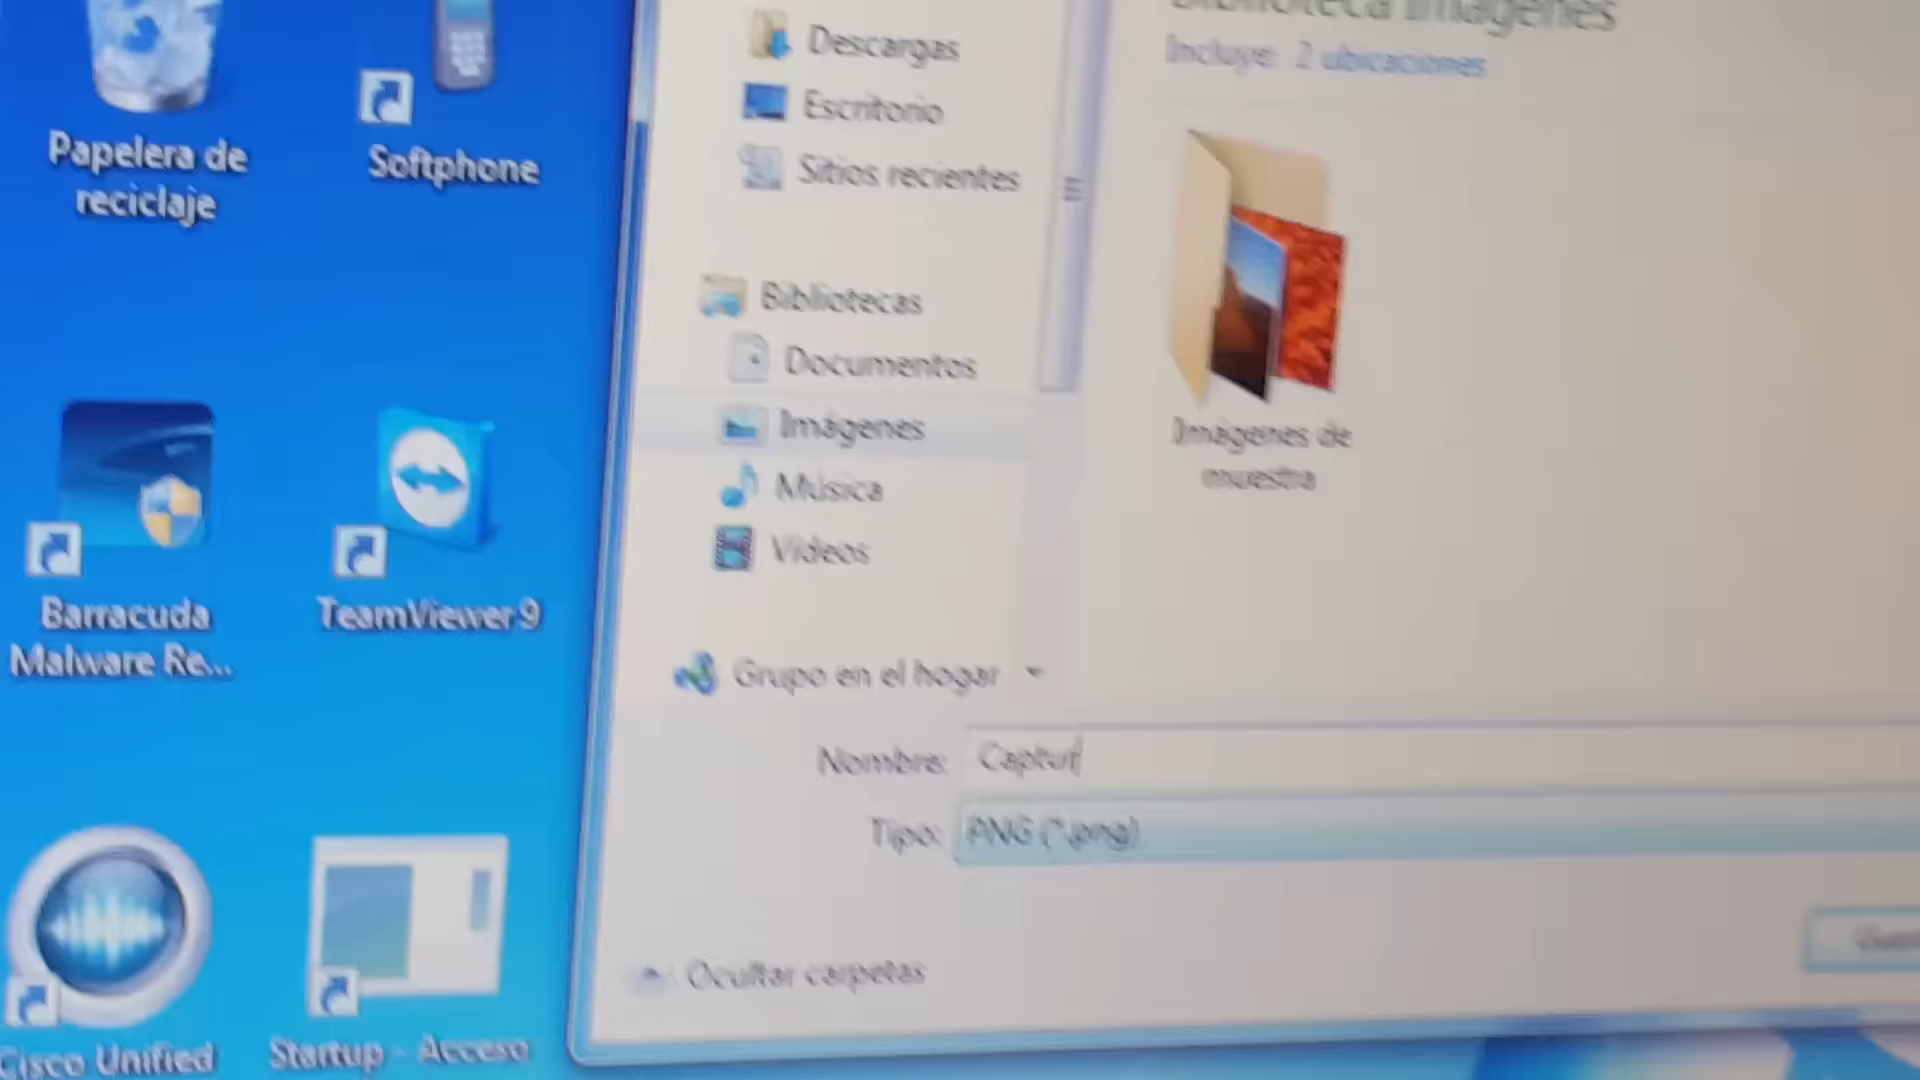 Papelera de
reciclaje
Softphone
Barracuda
Malware Re...
TeamViewer 9
Cisco Unified
Startup - Acceso
Descargas
Escritorio
Sitios recientes
Bibliotecas
Documentos
Imágenes
Música
Vídeos
Grupo en el hogar
Biblioteca Imágenes
Incluye: 2 ubicaciones
Imágenes de
muestra
Nombre: Captur
Tipo: PNG (*.png)
Ocultar carpetas